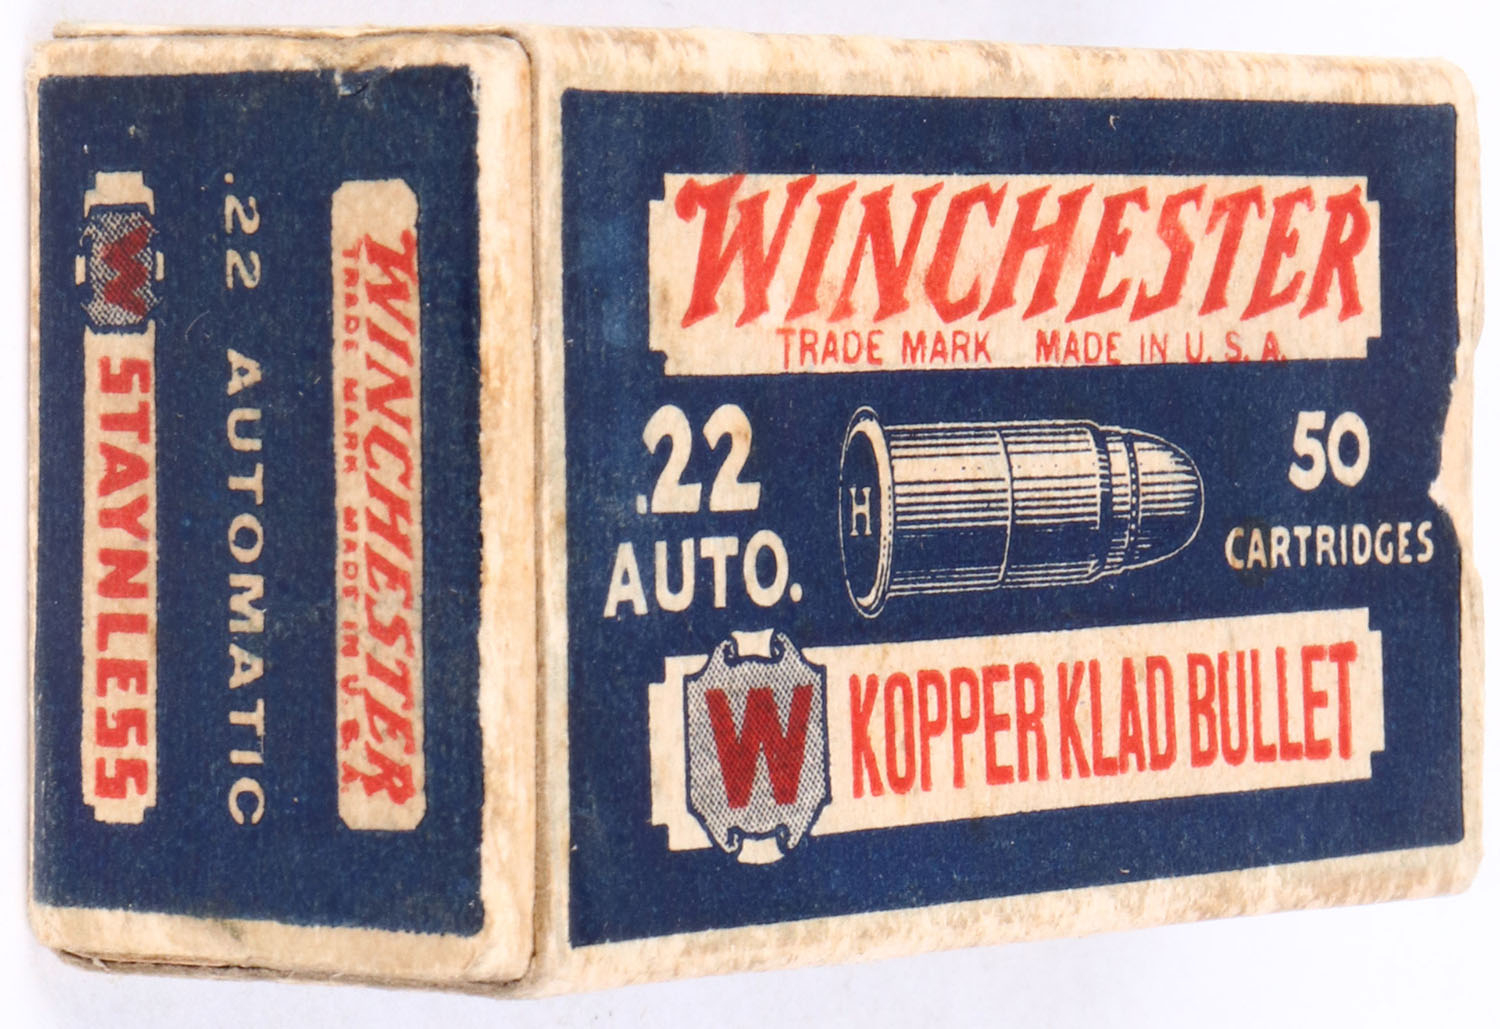 WINCHESTER
TRADE MARK MADE IN U. S. A.
.22
AUTO.
H
50
CARTRIDGES
W
KOPPER KLAD BULLET
WINCHESTER
TRADE MARK MADE IN U.S.A.
.22 AUTOMATIC
W
STAYNLESS